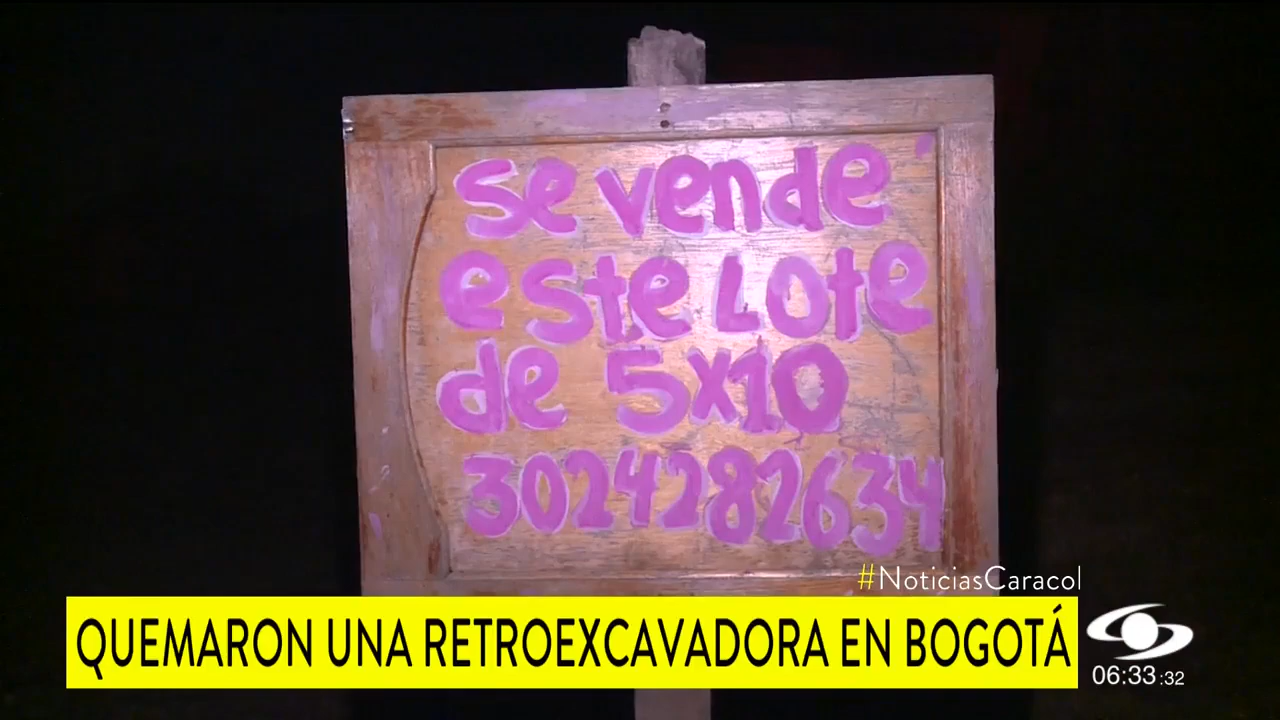 se vende
este Lote
de 5x10
3024282634
#NoticiasCaracol
QUEMARON UNA RETROEXCAVADORA EN BOGOTÁ
06:33:32